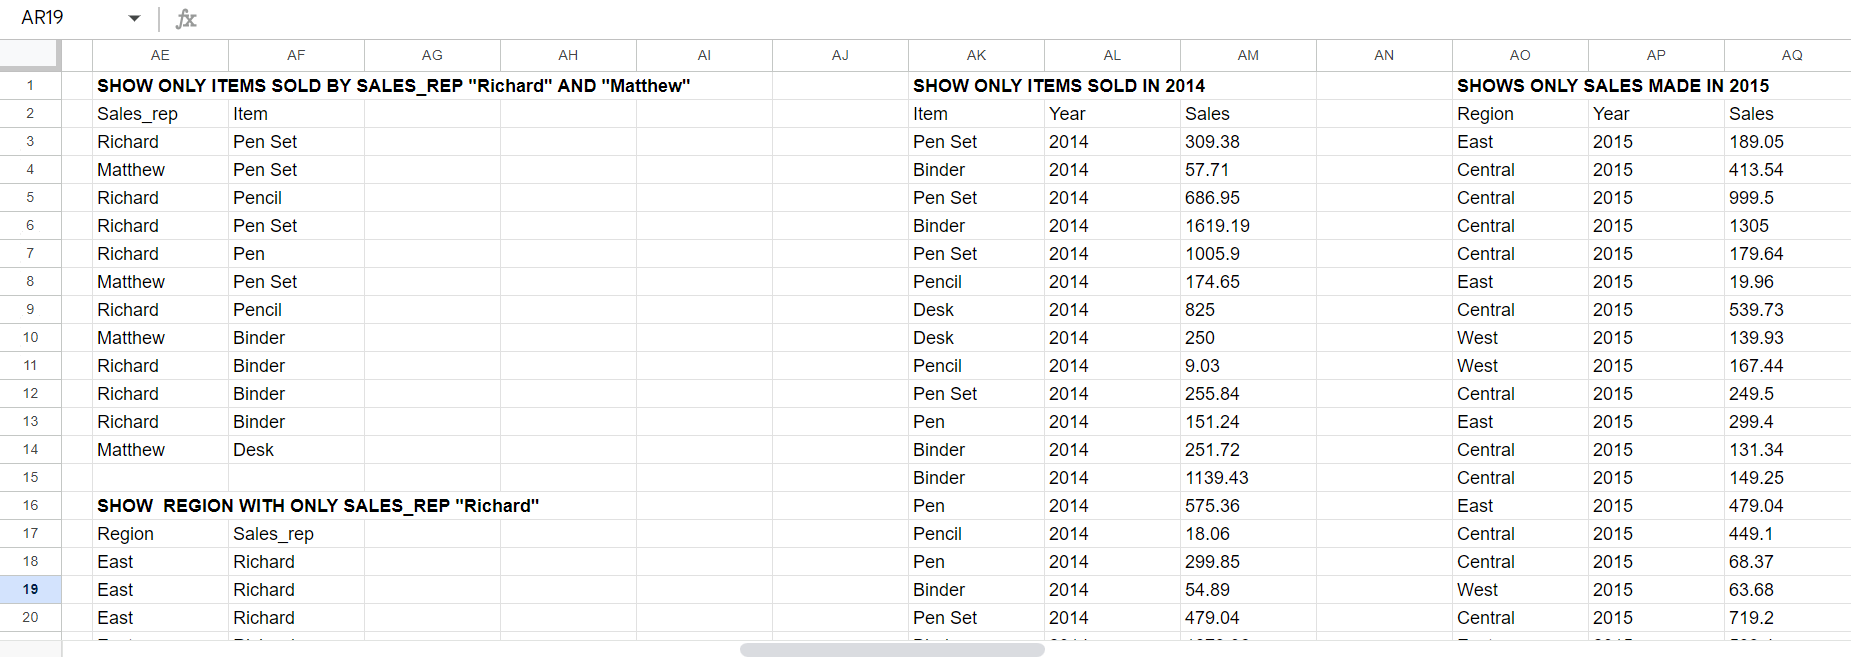 AR19 fx
AE AF AG AH AI AJ AK AL AM AN AO AP AQ
1 SHOW ONLY ITEMS SOLD BY SALES_REP "Richard" AND "Matthew" SHOW ONLY ITEMS SOLD IN 2014 SHOWS ONLY SALES MADE IN 2015
2 Sales_rep Item Item Year Sales Region Year Sales
3 Richard Pen Set Pen Set 2014 309.38 East 2015 189.05
4 Matthew Pen Set Binder 2014 57.71 Central 2015 413.54
5 Richard Pencil Pen Set 2014 686.95 Central 2015 999.5
6 Richard Pen Set Binder 2014 1619.19 Central 2015 1305
7 Richard Pen Pen Set 2014 1005.9 Central 2015 179.64
8 Matthew Pen Set Pencil 2014 174.65 East 2015 19.96
9 Richard Pencil Desk 2014 825 Central 2015 539.73
10 Matthew Binder Desk 2014 250 West 2015 139.93
11 Richard Binder Pencil 2014 9.03 West 2015 167.44
12 Richard Binder Pen Set 2014 255.84 Central 2015 249.5
13 Richard Binder Pen 2014 151.24 East 2015 299.4
14 Matthew Desk Binder 2014 251.72 Central 2015 131.34
15 Binder 2014 1139.43 Central 2015 149.25
16 SHOW  REGION WITH ONLY SALES_REP "Richard" Pen 2014 575.36 East 2015 479.04
17 Region Sales_rep Pencil 2014 18.06 Central 2015 449.1
18 East Richard Pen 2014 299.85 Central 2015 68.37
19 East Richard Binder 2014 54.89 West 2015 63.68
20 East Richard Pen Set 2014 479.04 Central 2015 719.2